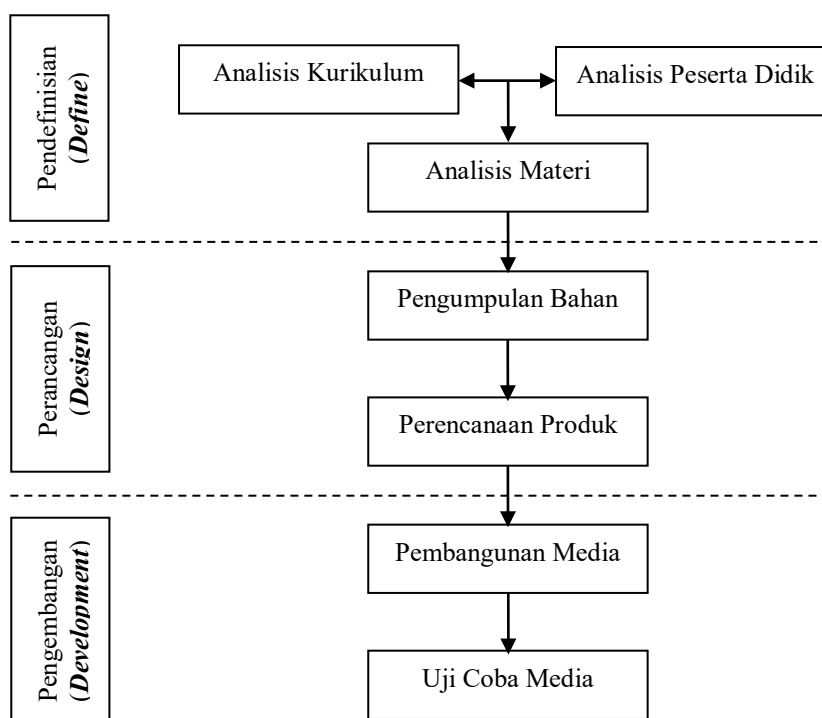 Pendefinisian
(Define)
Analisis Kurikulum
Analisis Peserta Didik
Analisis Materi
Perancangan
(Design)
Pengumpulan Bahan
Perencanaan Produk
Pengembangan
(Development)
Pembangunan Media
Uji Coba Media